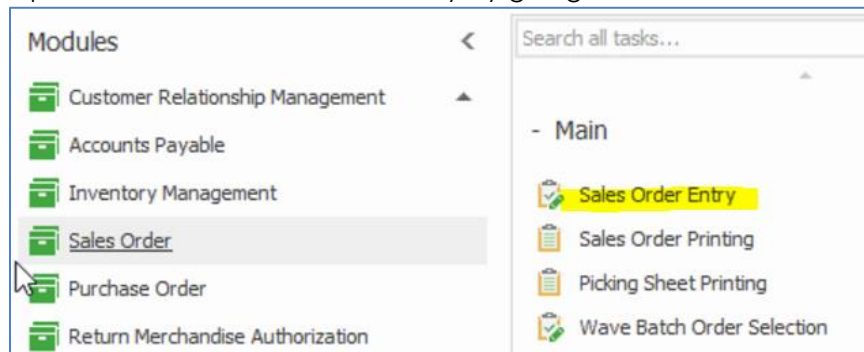 Modules
Customer Relationship Management
Accounts Payable
Inventory Management
Sales Order
Purchase Order
Return Merchandise Authorization
Search all tasks...
- Main
Sales Order Entry
Sales Order Printing
Picking Sheet Printing
Wave Batch Order Selection